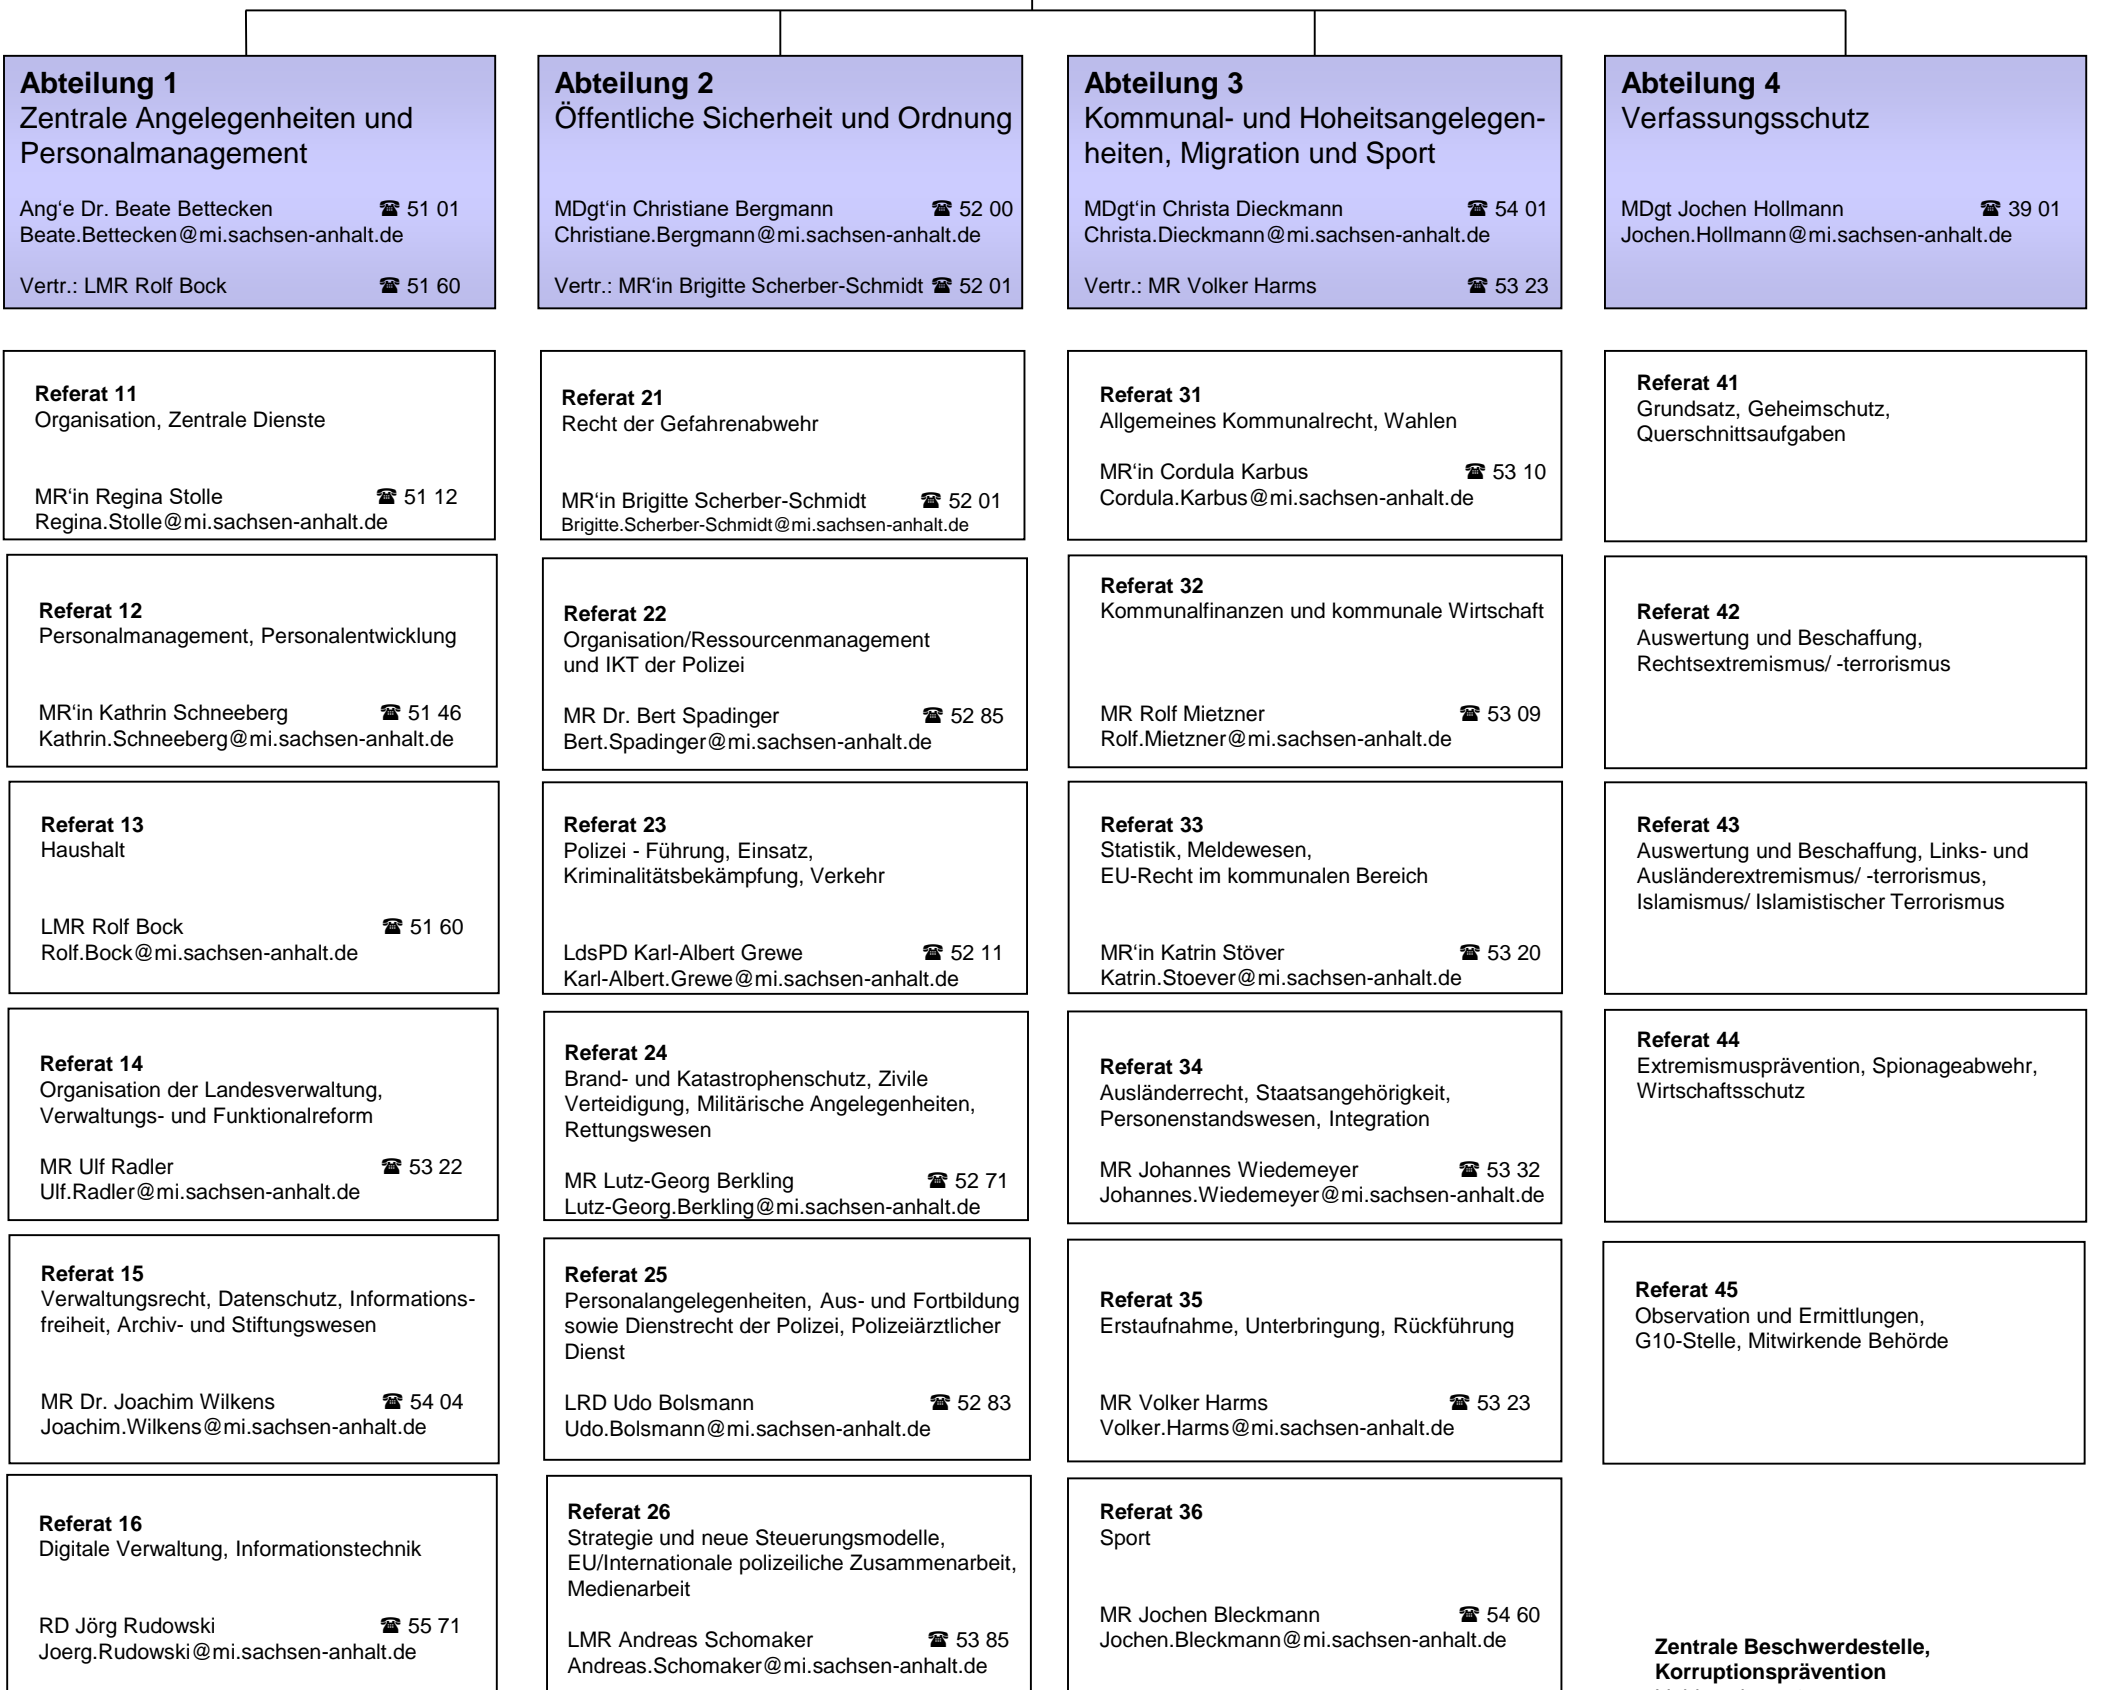 Abteilung 1
Zentrale Angelegenheiten und
Personalmanagement
Ang‘e Dr. Beate Bettecken ☎ 51 01
Beate.Bettecken@mi.sachsen-anhalt.de
Vertr.: LMR Rolf Bock ☎ 51 60
Referat 11
Organisation, Zentrale Dienste
MR‘in Regina Stolle ☎ 51 12
Regina.Stolle@mi.sachsen-anhalt.de
Referat 12
Personalmanagement, Personalentwicklung
MR‘in Kathrin Schneeberg ☎ 51 46
Kathrin.Schneeberg@mi.sachsen-anhalt.de
Referat 13
Haushalt
LMR Rolf Bock ☎ 51 60
Rolf.Bock@mi.sachsen-anhalt.de
Referat 14
Organisation der Landesverwaltung,
Verwaltungs- und Funktionalreform
MR Ulf Radler ☎ 53 22
Ulf.Radler@mi.sachsen-anhalt.de
Referat 15
Verwaltungsrecht, Datenschutz, Informations-
freiheit, Archiv- und Stiftungswesen
MR Dr. Joachim Wilkens ☎ 54 04
Joachim.Wilkens@mi.sachsen-anhalt.de
Referat 16
Digitale Verwaltung, Informationstechnik
RD Jörg Rudowski ☎ 55 71
Joerg.Rudowski@mi.sachsen-anhalt.de
Abteilung 2
Öffentliche Sicherheit und Ordnung
MDgt‘in Christiane Bergmann ☎ 52 00
Christiane.Bergmann@mi.sachsen-anhalt.de
Vertr.: MR‘in Brigitte Scherber-Schmidt ☎ 52 01
Referat 21
Recht der Gefahrenabwehr
MR‘in Brigitte Scherber-Schmidt ☎ 52 01
Brigitte.Scherber-Schmidt@mi.sachsen-anhalt.de
Referat 22
Organisation/Ressourcenmanagement
und IKT der Polizei
MR Dr. Bert Spadinger ☎ 52 85
Bert.Spadinger@mi.sachsen-anhalt.de
Referat 23
Polizei - Führung, Einsatz,
Kriminalitätsbekämpfung, Verkehr
LdsPD Karl-Albert Grewe ☎ 52 11
Karl-Albert.Grewe@mi.sachsen-anhalt.de
Referat 24
Brand- und Katastrophenschutz, Zivile
Verteidigung, Militärische Angelegenheiten,
Rettungswesen
MR Lutz-Georg Berkling ☎ 52 71
Lutz-Georg.Berkling@mi.sachsen-anhalt.de
Referat 25
Personalangelegenheiten, Aus- und Fortbildung
sowie Dienstrecht der Polizei, Polizeiärztlicher
Dienst
LRD Udo Bolsmann ☎ 52 83
Udo.Bolsmann@mi.sachsen-anhalt.de
Referat 26
Strategie und neue Steuerungsmodelle,
EU/Internationale polizeiliche Zusammenarbeit,
Medienarbeit
LMR Andreas Schomaker ☎ 53 85
Andreas.Schomaker@mi.sachsen-anhalt.de
Abteilung 3
Kommunal- und Hoheitsangelegen-
heiten, Migration und Sport
MDgt‘in Christa Dieckmann ☎ 54 01
Christa.Dieckmann@mi.sachsen-anhalt.de
Vertr.: MR Volker Harms ☎ 53 23
Referat 31
Allgemeines Kommunalrecht, Wahlen
MR‘in Cordula Karbus ☎ 53 10
Cordula.Karbus@mi.sachsen-anhalt.de
Referat 32
Kommunalfinanzen und kommunale Wirtschaft
MR Rolf Mietzner ☎ 53 09
Rolf.Mietzner@mi.sachsen-anhalt.de
Referat 33
Statistik, Meldewesen,
EU-Recht im kommunalen Bereich
MR‘in Katrin Stöver ☎ 53 20
Katrin.Stoever@mi.sachsen-anhalt.de
Referat 34
Ausländerrecht, Staatsangehörigkeit,
Personenstandswesen, Integration
MR Johannes Wiedemeyer ☎ 53 32
Johannes.Wiedemeyer@mi.sachsen-anhalt.de
Referat 35
Erstaufnahme, Unterbringung, Rückführung
MR Volker Harms ☎ 53 23
Volker.Harms@mi.sachsen-anhalt.de
Referat 36
Sport
MR Jochen Bleckmann ☎ 54 60
Jochen.Bleckmann@mi.sachsen-anhalt.de
Abteilung 4
Verfassungsschutz
MDgt Jochen Hollmann ☎ 39 01
Jochen.Hollmann@mi.sachsen-anhalt.de
Referat 41
Grundsatz, Geheimschutz,
Querschnittsaufgaben
Referat 42
Auswertung und Beschaffung,
Rechtsextremismus/ -terrorismus
Referat 43
Auswertung und Beschaffung, Links- und
Ausländerextremismus/ -terrorismus,
Islamismus/ Islamistischer Terrorismus
Referat 44
Extremismusprävention, Spionageabwehr,
Wirtschaftsschutz
Referat 45
Observation und Ermittlungen,
G10-Stelle, Mitwirkende Behörde
Zentrale Beschwerdestelle,
Korruptionsprävention